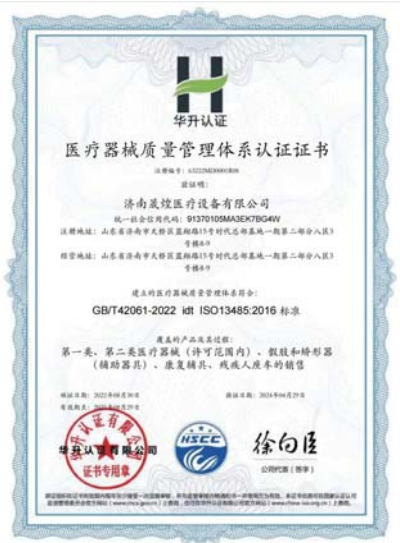 华升认证
医疗器械质量管理体系认证证书
兹证明：
济南晟煌医疗设备有限公司
统一社会信用代码：91370105MA3EK7BG4W
注册地址：山东省济南市天桥区蓝翔路15号时代总部基地一期第二部分八区3
号楼8-9
经营地址：山东省济南市天桥区蓝翔路15号时代总部基地一期第二部分八区3
号楼8-9
建立的医疗器械质量管理体系符合：
GB/T42061-2022 idt ISO13485:2016 标准
覆盖的产品及其过程：
第一类、第二类医疗器械（许可范围内）、假肢和矫形器
（辅助器具）、康复辅具、残疾人座车的销售
华升认证有限公司
证书专用章
HSCC
徐向臣
公司代表（签字）